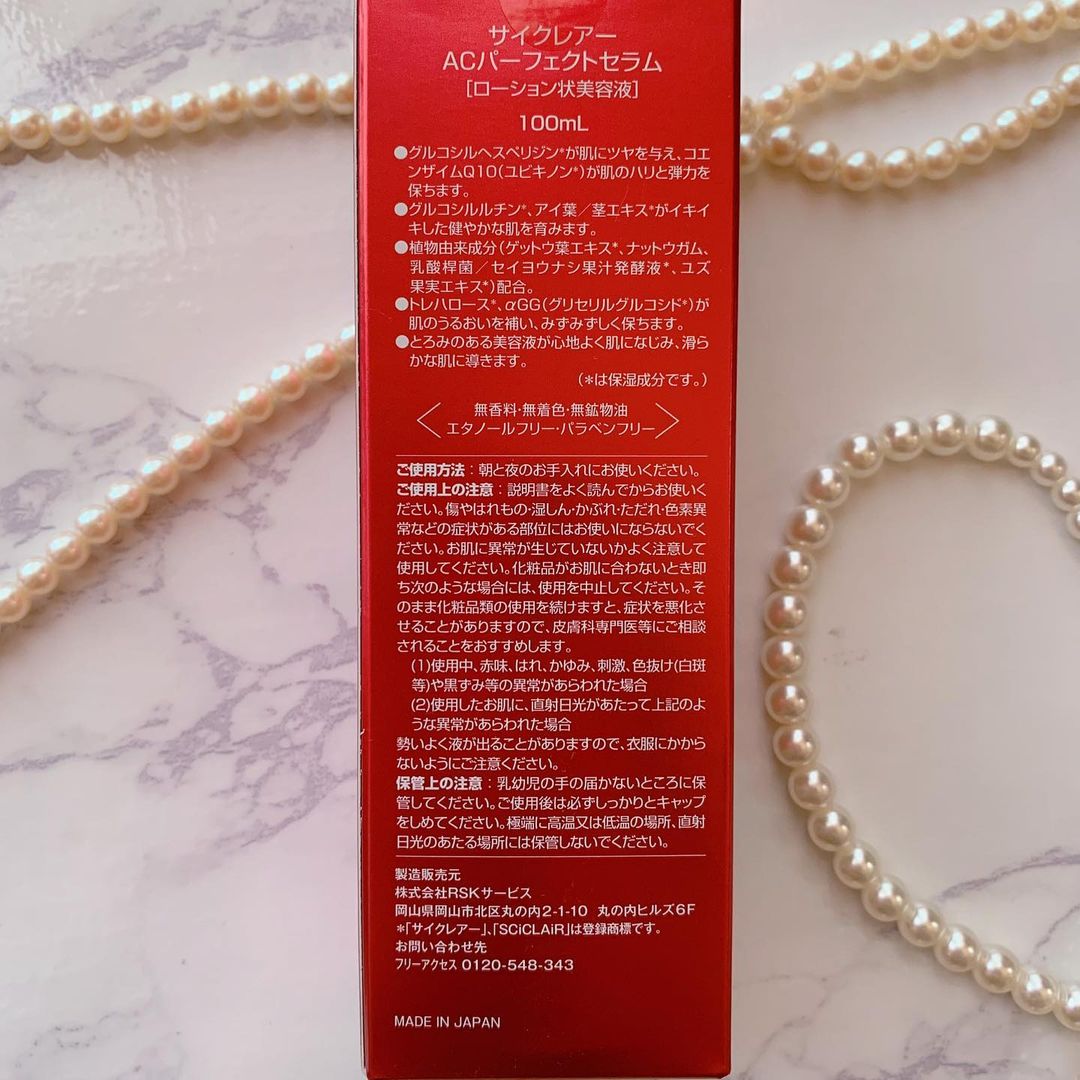 サイクレアー
ACパーフェクトセラム
[ローション状美容液]
100mL
●グルコシルヘスペリジン*が肌にツヤを与え、コエ
ンザイムQ10(ユビキノン*)が肌のハリと弾力を
保ちます。
●グルコシルルチン*、アイ葉/茎エキス*がイキイ
キした健やかな肌を育みます。
●植物由来成分(ゲットウ葉エキス*、ナットウガム、
乳酸桿菌/セイヨウナシ果汁発酵液*、ユズ
果実エキス*)配合。
●トレハロース*、αGG(グリセリルグルコシド*)が
肌のうるおいを補い、みずみずしく保ちます。
●とろみのある美容液が心地よく肌になじみ、滑ら
かな肌に導きます。
(*は保湿成分です。)
無香料・無着色・無鉱物油
エタノールフリー・パラベンフリー
ご使用方法：朝と夜のお手入れにお使いください。
ご使用上の注意：説明書をよく読んでからお使いく
ださい。傷やはれもの・湿しん・かぶれ・ただれ・色素異
常などの症状がある部位にはお使いにならないでく
ださい。お肌に異常が生じていないかよく注意して
使用してください。化粧品がお肌に合わないとき即
ち次のような場合には、使用を中止してください。そ
のまま化粧品類の使用を続けますと、症状を悪化さ
せることがありますので、皮膚科専門医等にご相談
されることをおすすめします。
(1)使用中、赤味、はれ、かゆみ、刺激、色抜け(白斑
等)や黒ずみ等の異常があらわれた場合
(2)使用したお肌に、直射日光があたって上記のよ
うな異常があらわれた場合
勢いよく液が出ることがありますので、衣服にかから
ないようにご注意ください。
保管上の注意：乳幼児の手の届かないところに保
管してください。ご使用後は必ずしっかりとキャップ
をしめてください。極端に高温又は低温の場所、直射
日光のあたる場所には保管しないでください。
製造販売元
株式会社RSKサービス
岡山県岡山市北区丸の内2-1-10 丸の内ヒルズ6F
*「サイクレアー」、「SCiCLAiR」は登録商標です。
お問い合わせ先
フリーアクセス 0120-548-343
MADE IN JAPAN